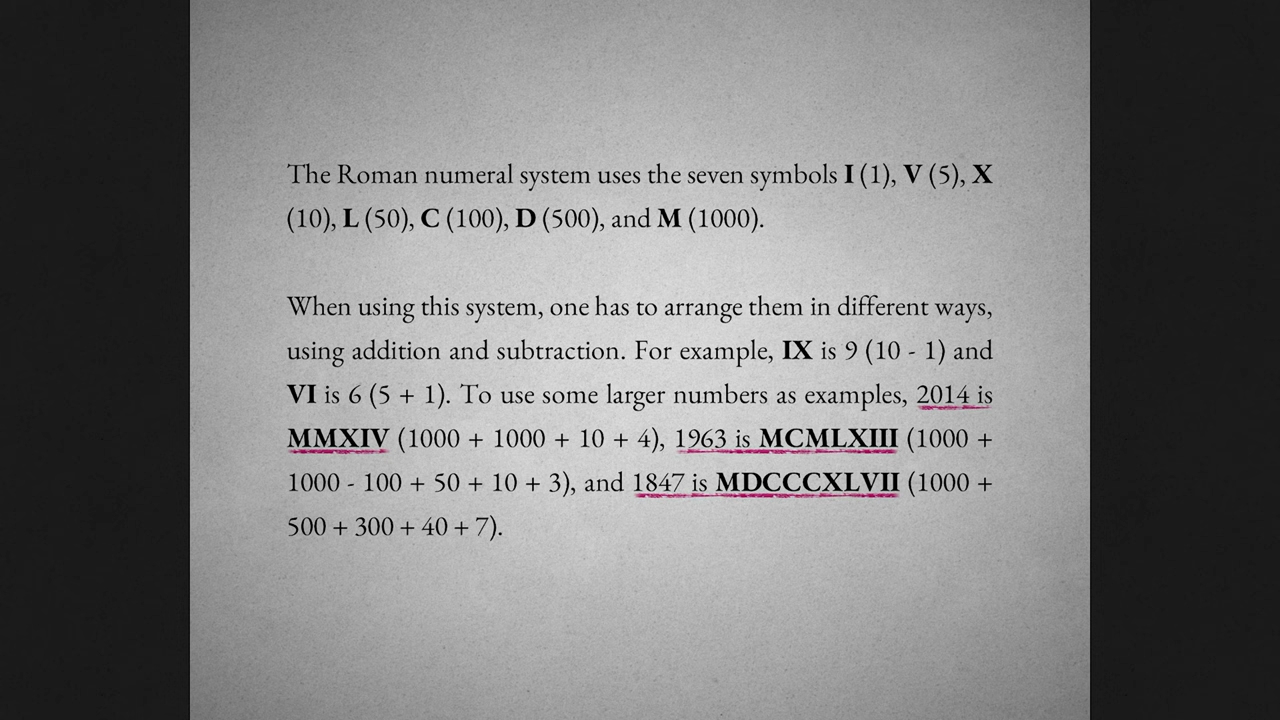 The Roman numeral system uses the seven symbols I (1), V (5), X
(10), L (50), C (100), D (500), and M (1000).
When using this system, one has to arrange them in different ways,
using addition and subtraction. For example, IX is 9 (10 - 1) and
VI is 6 (5 + 1). To use some larger numbers as examples, 2014 is
MMXIV (1000 + 1000 + 10 + 4), 1963 is MCMLXIII (1000 +
1000 - 100 + 50 + 10 + 3), and 1847 is MDCCCXLVII (1000 +
500 + 300 + 40 + 7).